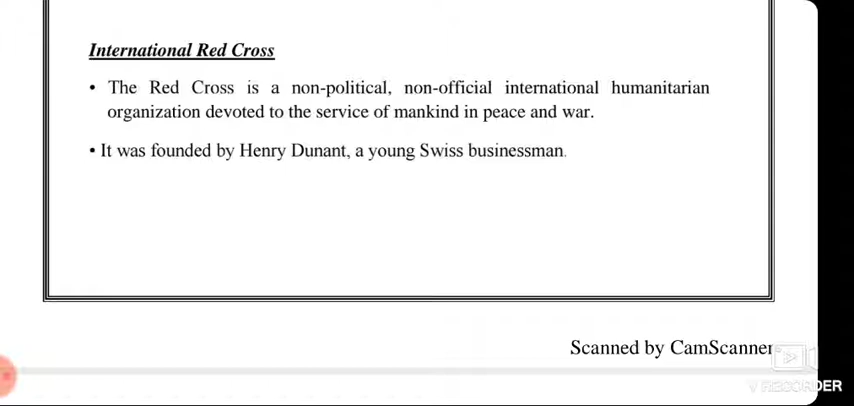 International Red Cross
• The Red Cross is a non-political, non-official international humanitarian
organization devoted to the service of mankind in peace and war.
• It was founded by Henry Dunant, a young Swiss businessman.
Scanned by CamScanner
V RECORDER